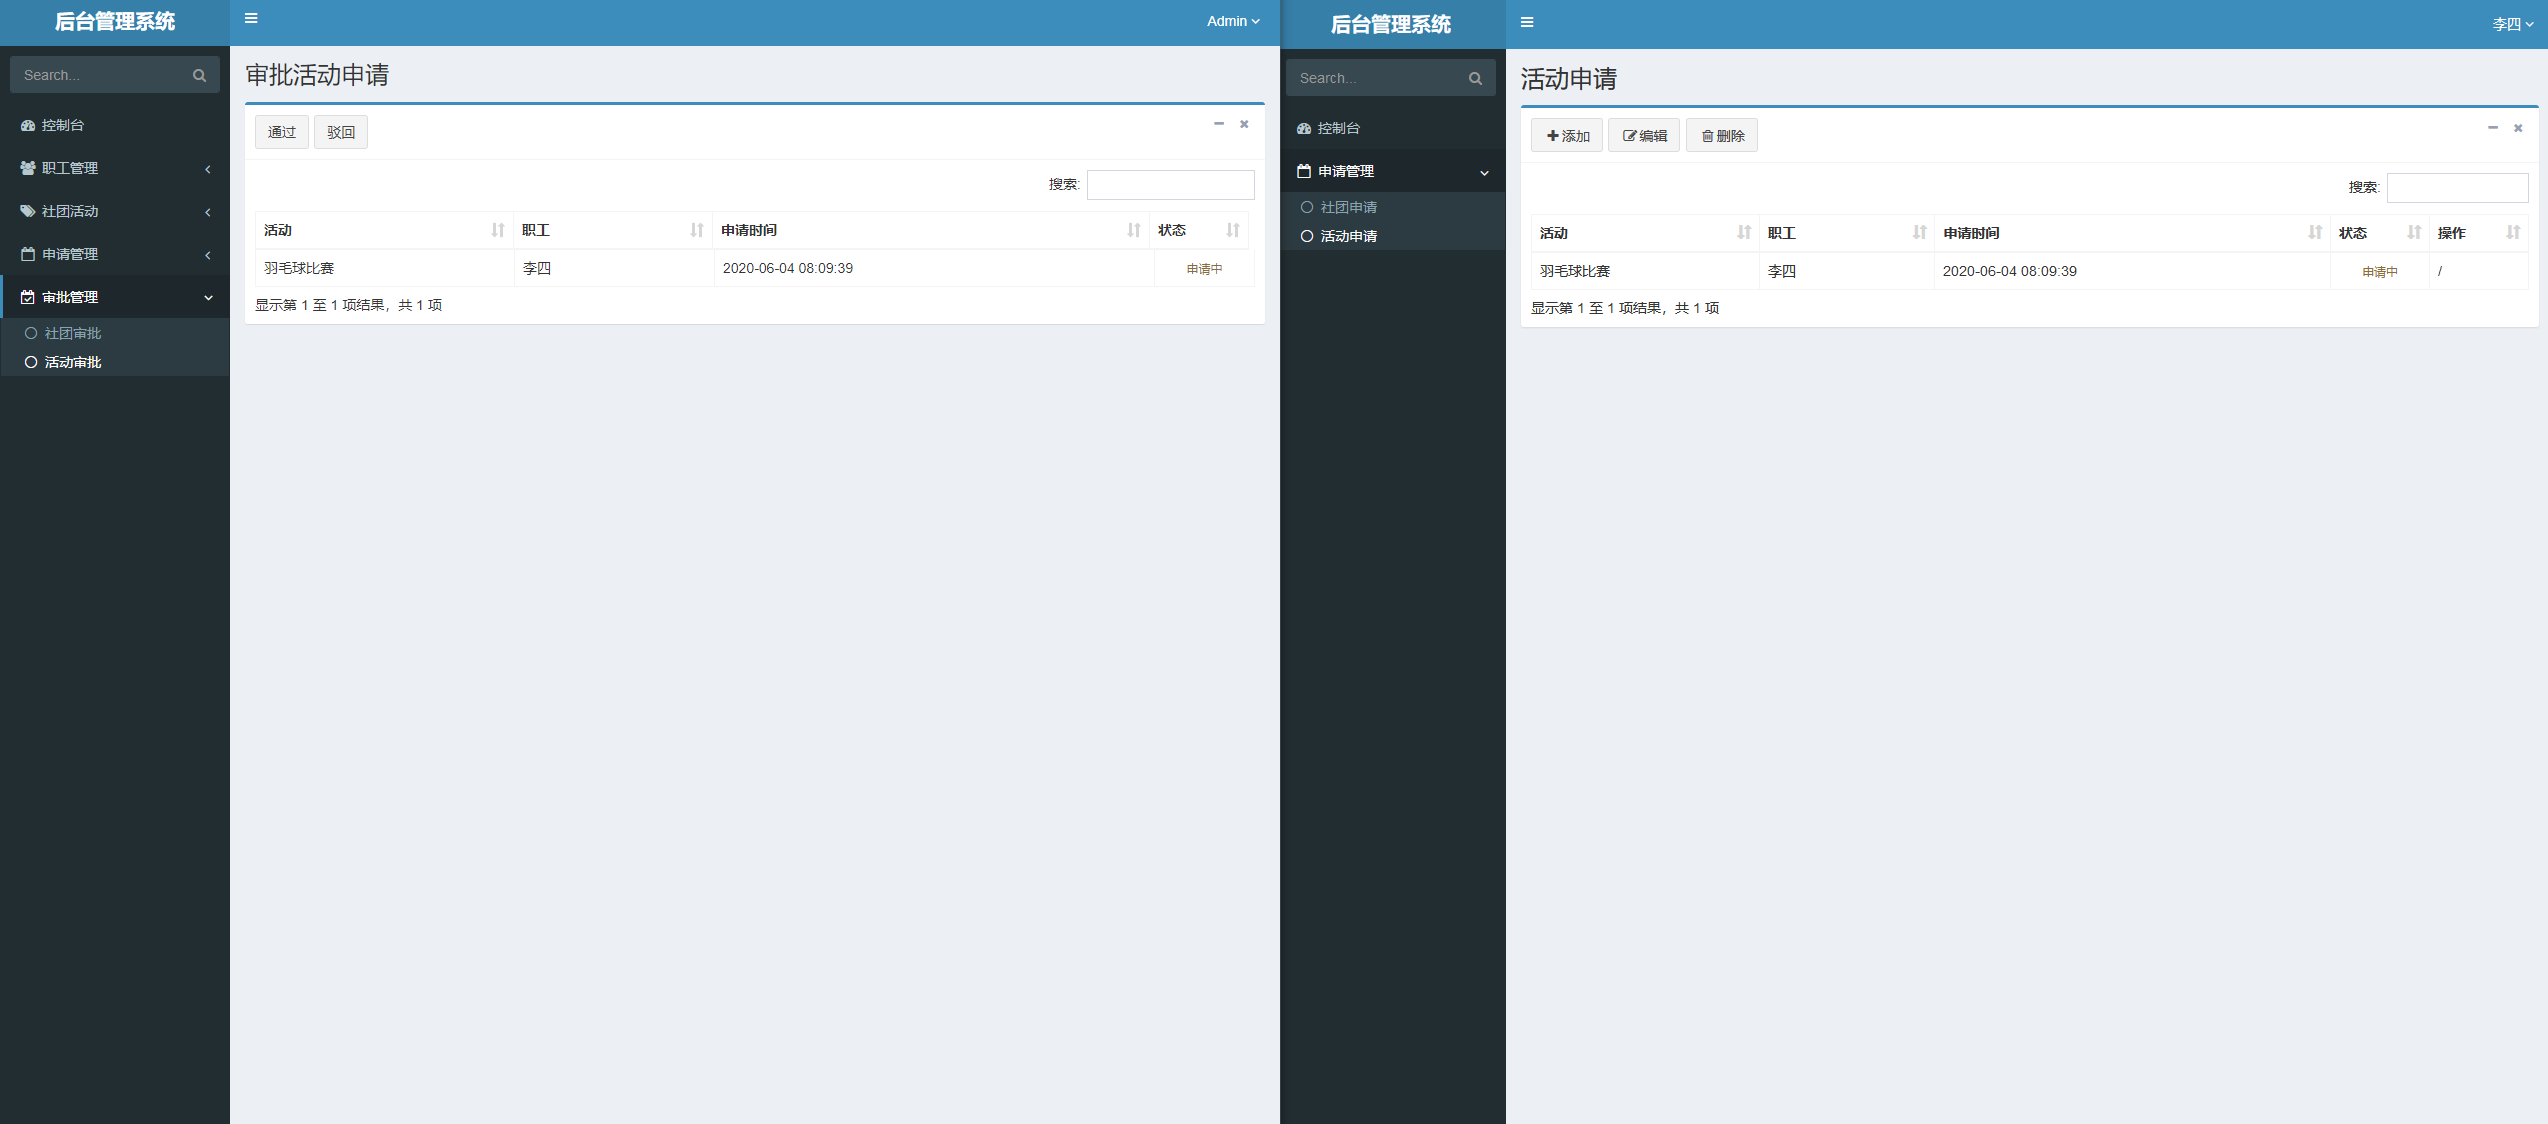 后台管理系统
Admin
Search...
控制台
职工管理
社团活动
申请管理
审批管理
社团审批
活动审批
审批活动申请
通过 驳回
搜索:
活动 职工 申请时间 状态
羽毛球比赛 李四 2020-06-04 08:09:39 申请中
显示第 1 至 1 项结果，共 1 项
后台管理系统
李四
Search...
控制台
申请管理
社团申请
活动申请
活动申请
添加 编辑 删除
搜索:
活动 职工 申请时间 状态 操作
羽毛球比赛 李四 2020-06-04 08:09:39 申请中 /
显示第 1 至 1 项结果，共 1 项